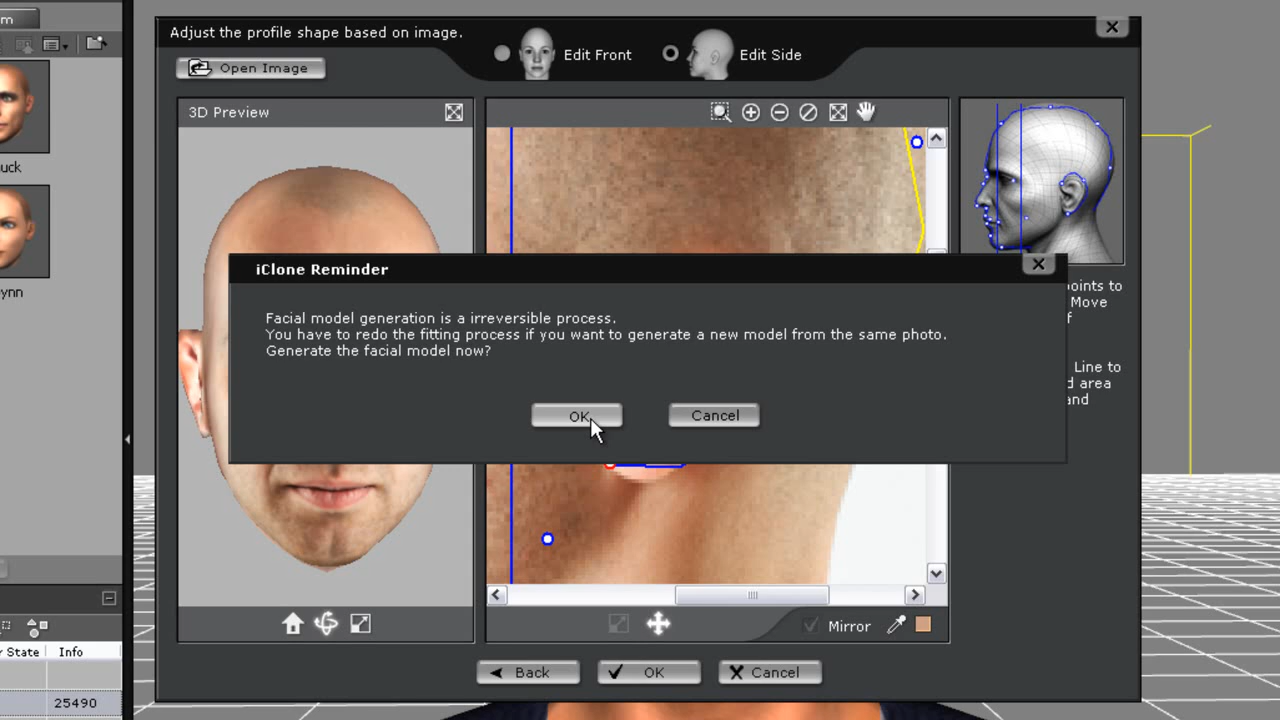 m
Adjust the profile shape based on image.
Edit Front
Edit Side
Open Image
3D Preview
uck
ynn
iClone Reminder
Facial model generation is a irreversible process.
You have to redo the fitting process if you want to generate a new model from the same photo.
Generate the facial model now?
OK
Cancel
points to
Move
f
Line to
d area
and
Mirror
r State
Info
25490
Back
OK
Cancel